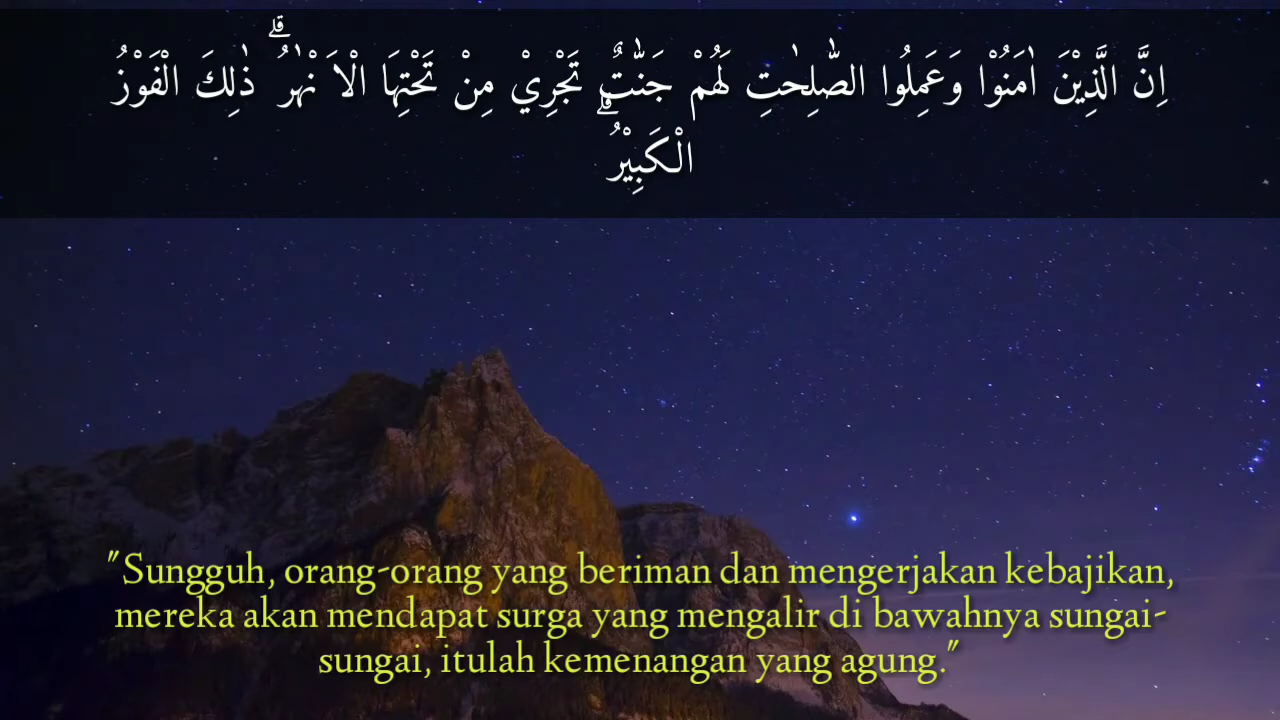 اِنَّ الَّذِيْنَ اٰمَنُوْا وَعَمِلُوا الصّٰلِحٰتِ لَهُمْ جَنّٰتٌ تَجْرِيْ مِنْ تَحْتِهَا الْاَنْهٰرُ ەۗ ذٰلِكَ الْفَوْزُ
الْكَبِيْرُۗ
"Sungguh, orang-orang yang beriman dan mengerjakan kebajikan,
mereka akan mendapat surga yang mengalir di bawahnya sungai-
sungai, itulah kemenangan yang agung."